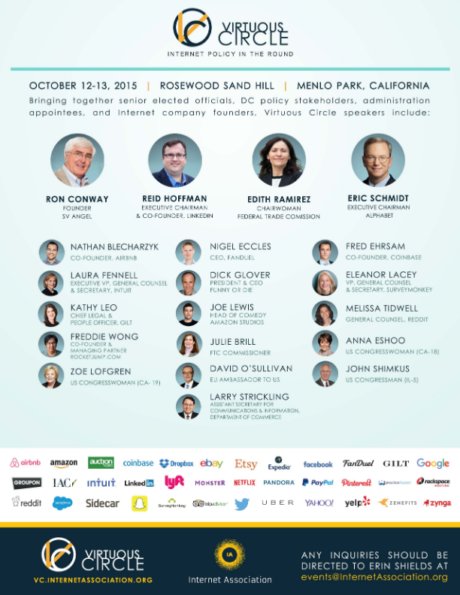 VIRTUOUS
CIRCLE
INTERNET POLICY IN THE ROUND
OCTOBER 12-13, 2015 | ROSEWOOD SAND HILL | MENLO PARK, CALIFORNIA
Bringing together senior elected officials, DC policy stakeholders, administration
appointees, and Internet company founders, Virtuous Circle speakers include:
RON CONWAY
FOUNDER
SV ANGEL
REID HOFFMAN
EXECUTIVE CHAIRMAN
& CO-FOUNDER, LINKEDIN
EDITH RAMIREZ
CHAIRWOMAN
FEDERAL TRADE COMISSION
ERIC SCHMIDT
EXECUTIVE CHAIRMAN
ALPHABET
NATHAN BLECHARZYK
CO-FOUNDER, AIRBNB
NIGEL ECCLES
CEO, FANDUEL
FRED EHRSAM
CO-FOUNDER, COINBASE
LAURA FENNELL
EXECUTIVE VP, GENERAL COUNSEL
& SECRETARY, INTUIT
DICK GLOVER
PRESIDENT & CEO
FUNNY OR DIE
ELEANOR LACEY
VP, GENERAL COUNSEL
& SECRETARY, SURVEYMONKEY
KATHY LEO
CHIEF LEGAL &
PEOPLE OFFICER, GILT
JOE LEWIS
HEAD OF COMEDY
AMAZON STUDIOS
MELISSA TIDWELL
GENERAL COUNSEL, REDDIT
FREDDIE WONG
CO-FOUNDER &
MANAGING PARTNER
ROCKETJUMP.COM
JULIE BRILL
FTC COMMISSIONER
ANNA ESHOO
US CONGRESSWOMAN (CA-18)
ZOE LOFGREN
US CONGRESSWOMAN (CA- 19)
DAVID O'SULLIVAN
EU AMBASSADOR TO US
JOHN SHIMKUS
US CONGRESSMAN (IL-15)
LARRY STRICKLING
ASSISTANT SECRETARY FOR
COMMUNICATIONS & INFORMATION,
DEPARTMENT OF COMMERCE
airbnb amazon auction coinbase Dropbox ebay Etsy Expedia facebook FanDuel GILT Google
GROUPON IAC intuit LinkedIn lyft MONSTER NETFLIX PANDORA PayPal Pinterest rackspace
reddit salesforce Sidecar SurveyMonkey tripadvisor UBER YAHOO! yelp ZENEFITS zynga
VIRTUOUS
CIRCLE
VC.INTERNETASSOCIATION.ORG
IA
Internet Association
ANY INQUIRIES SHOULD BE
DIRECTED TO ERIN SHIELDS AT
events@InternetAssociation.org